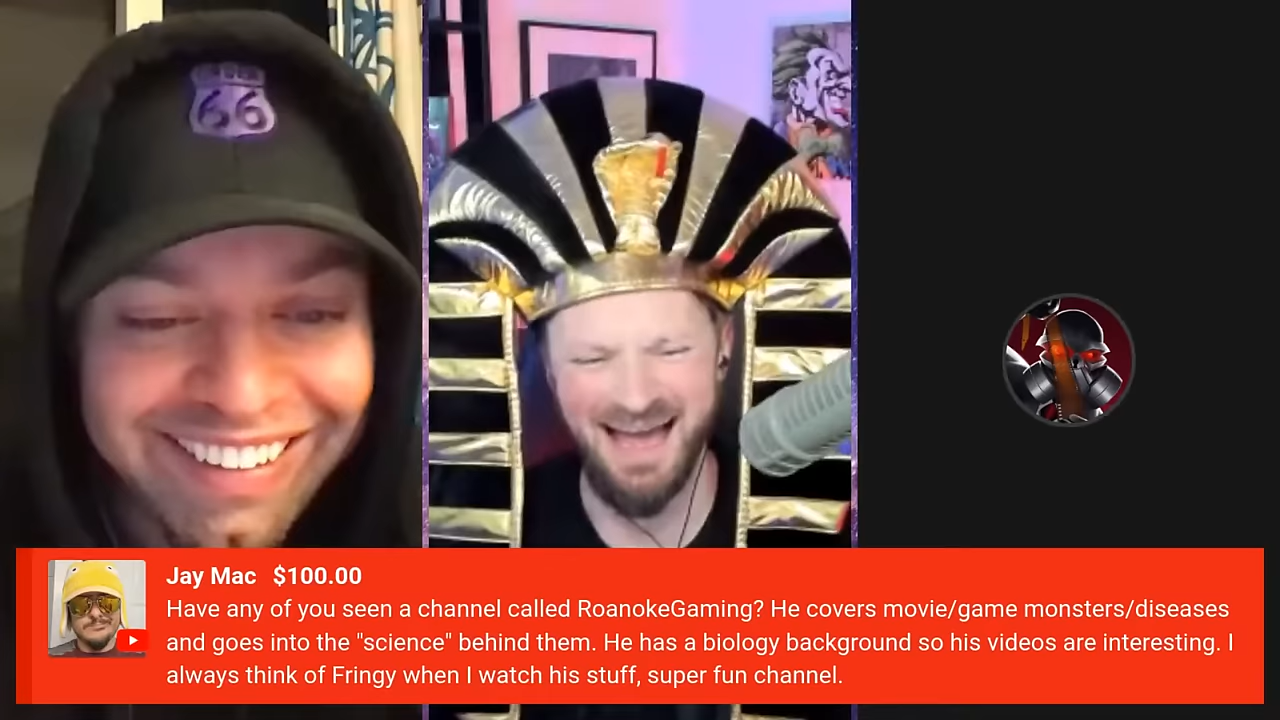 66
Jay Mac $100.00
Have any of you seen a channel called RoanokeGaming? He covers movie/game monsters/diseases
and goes into the "science" behind them. He has a biology background so his videos are interesting. I
always think of Fringy when I watch his stuff, super fun channel.